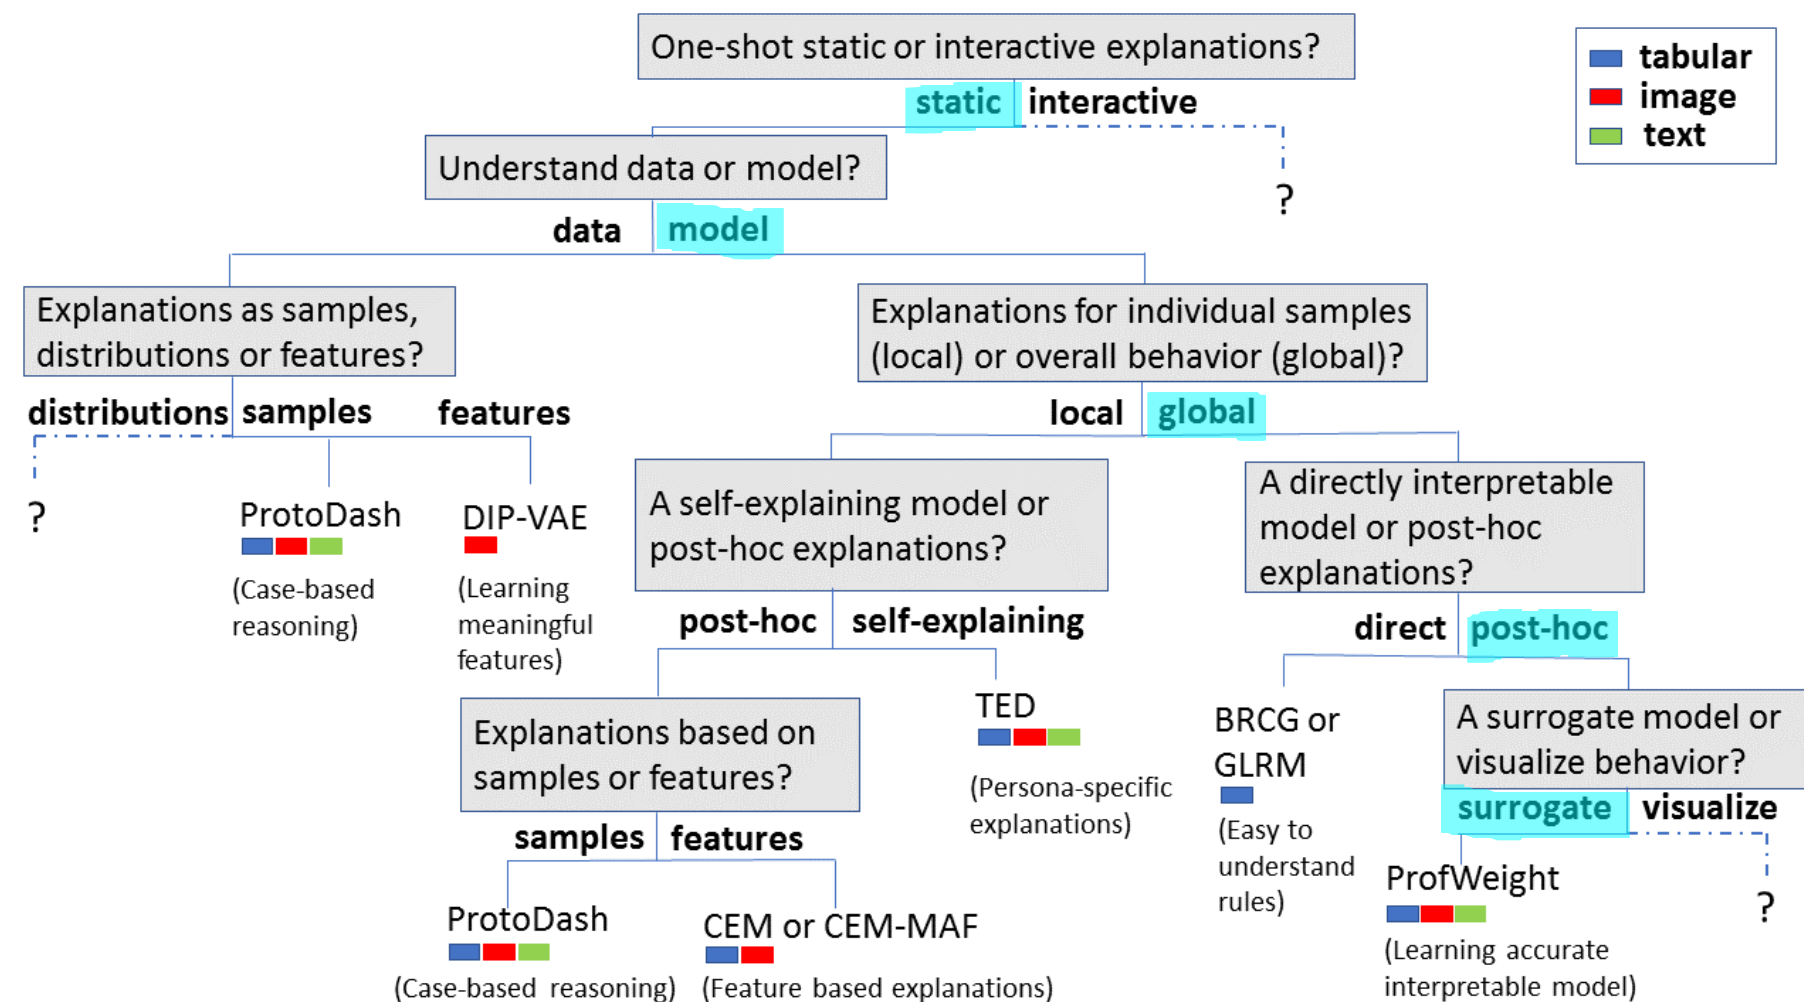 One-shot static or interactive explanations?
tabular
image
text
static interactive
Understand data or model?
?
data model
Explanations as samples,
distributions or features?
Explanations for individual samples
(local) or overall behavior (global)?
distributions samples features
local global
?
ProtoDash
(Case-based
reasoning)
DIP-VAE
(Learning
meaningful
features)
A self-explaining model or
post-hoc explanations?
A directly interpretable
model or post-hoc
explanations?
post-hoc self-explaining
direct post-hoc
Explanations based on
samples or features?
TED
(Persona-specific
explanations)
BRCG or
GLRM
(Easy to
understand
rules)
A surrogate model or
visualize behavior?
surrogate visualize
samples features
ProtoDash
(Case-based reasoning)
CEM or CEM-MAF
(Feature based explanations)
ProfWeight
(Learning accurate
interpretable model)
?